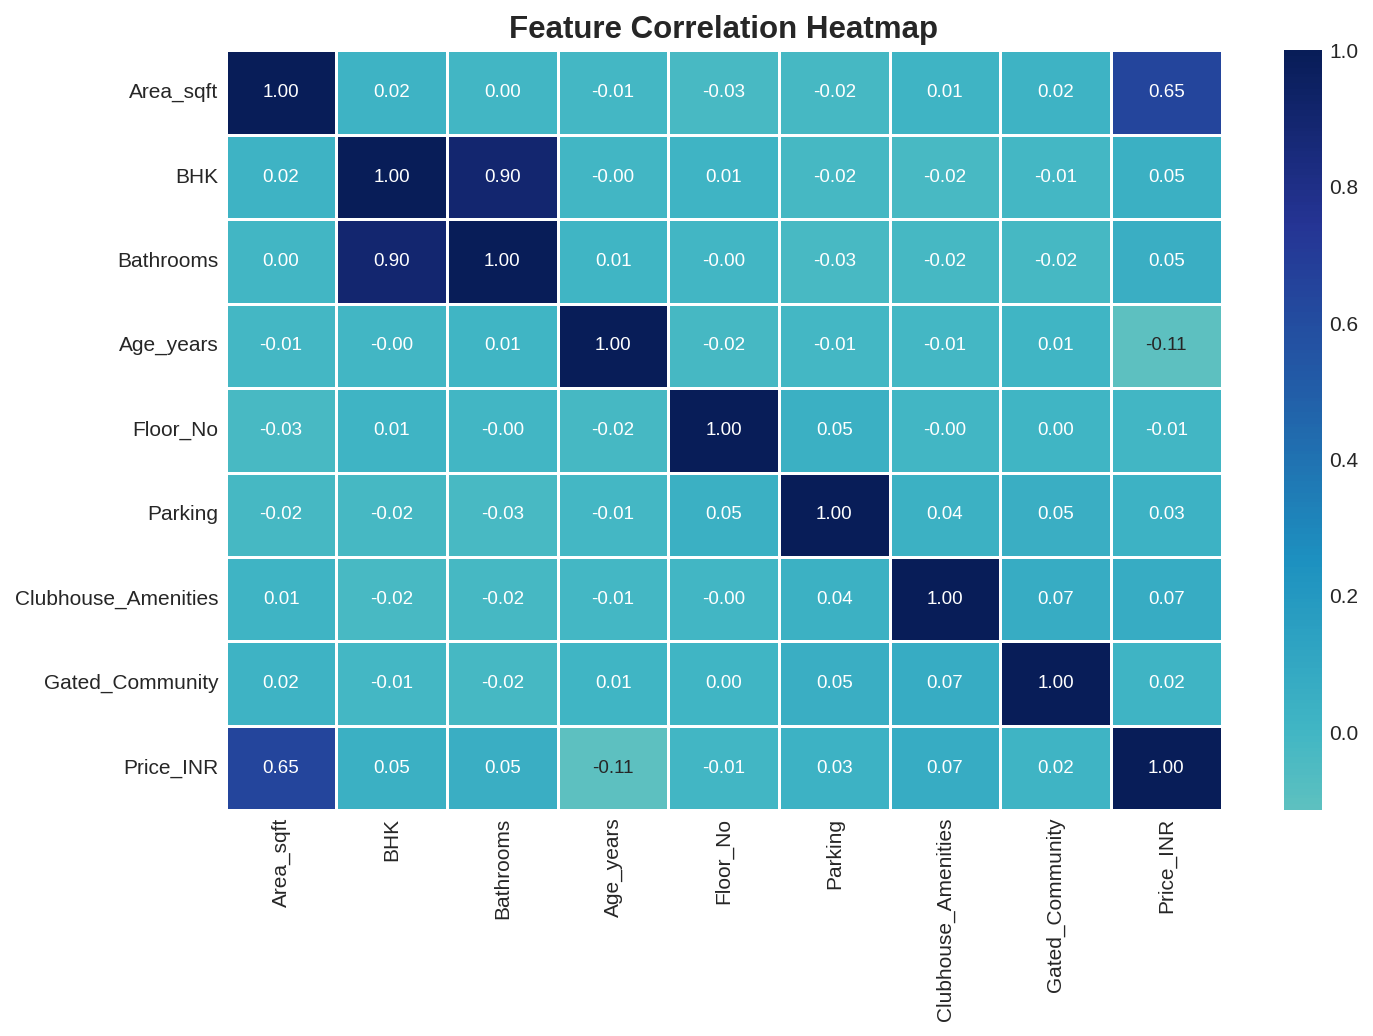 Feature Correlation Heatmap
Area_sqft 1.00 0.02 0.00 -0.01 -0.03 -0.02 0.01 0.02 0.65
BHK 0.02 1.00 0.90 -0.00 0.01 -0.02 -0.02 -0.01 0.05
Bathrooms 0.00 0.90 1.00 0.01 -0.00 -0.03 -0.02 -0.02 0.05
Age_years -0.01 -0.00 0.01 1.00 -0.02 -0.01 -0.01 0.01 -0.11
Floor_No -0.03 0.01 -0.00 -0.02 1.00 0.05 -0.00 0.00 -0.01
Parking -0.02 -0.02 -0.03 -0.01 0.05 1.00 0.04 0.05 0.03
Clubhouse_Amenities 0.01 -0.02 -0.02 -0.01 -0.00 0.04 1.00 0.07 0.07
Gated_Community 0.02 -0.01 -0.02 0.01 0.00 0.05 0.07 1.00 0.02
Price_INR 0.65 0.05 0.05 -0.11 -0.01 0.03 0.07 0.02 1.00
Area_sqft
BHK
Bathrooms
Age_years
Floor_No
Parking
Clubhouse_Amenities
Gated_Community
Price_INR
1.0
0.8
0.6
0.4
0.2
0.0